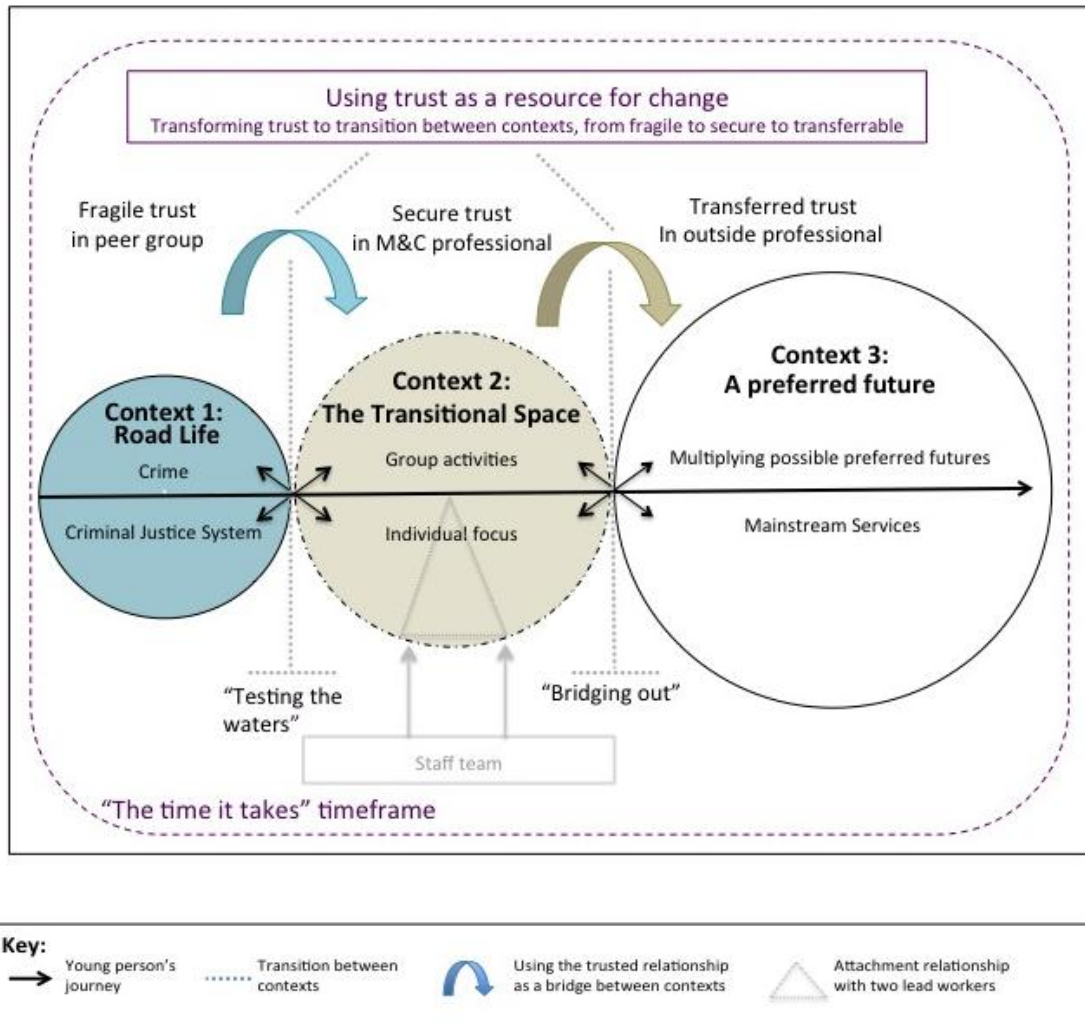 Using trust as a resource for change
Transforming trust to transition between contexts, from fragile to secure to transferrable
Fragile trust
in peer group
Secure trust
in M&C professional
Transferred trust
In outside professional
Context 1:
Road Life
Crime
Criminal Justice System
Context 2:
The Transitional Space
Group activities
Individual focus
Context 3:
A preferred future
Multiplying possible preferred futures
Mainstream Services
“Testing the
waters”
“Bridging out”
Staff team
“The time it takes” timeframe
Key:
Young person's
journey
Transition between
contexts
Using the trusted relationship
as a bridge between contexts
Attachment relationship
with two lead workers